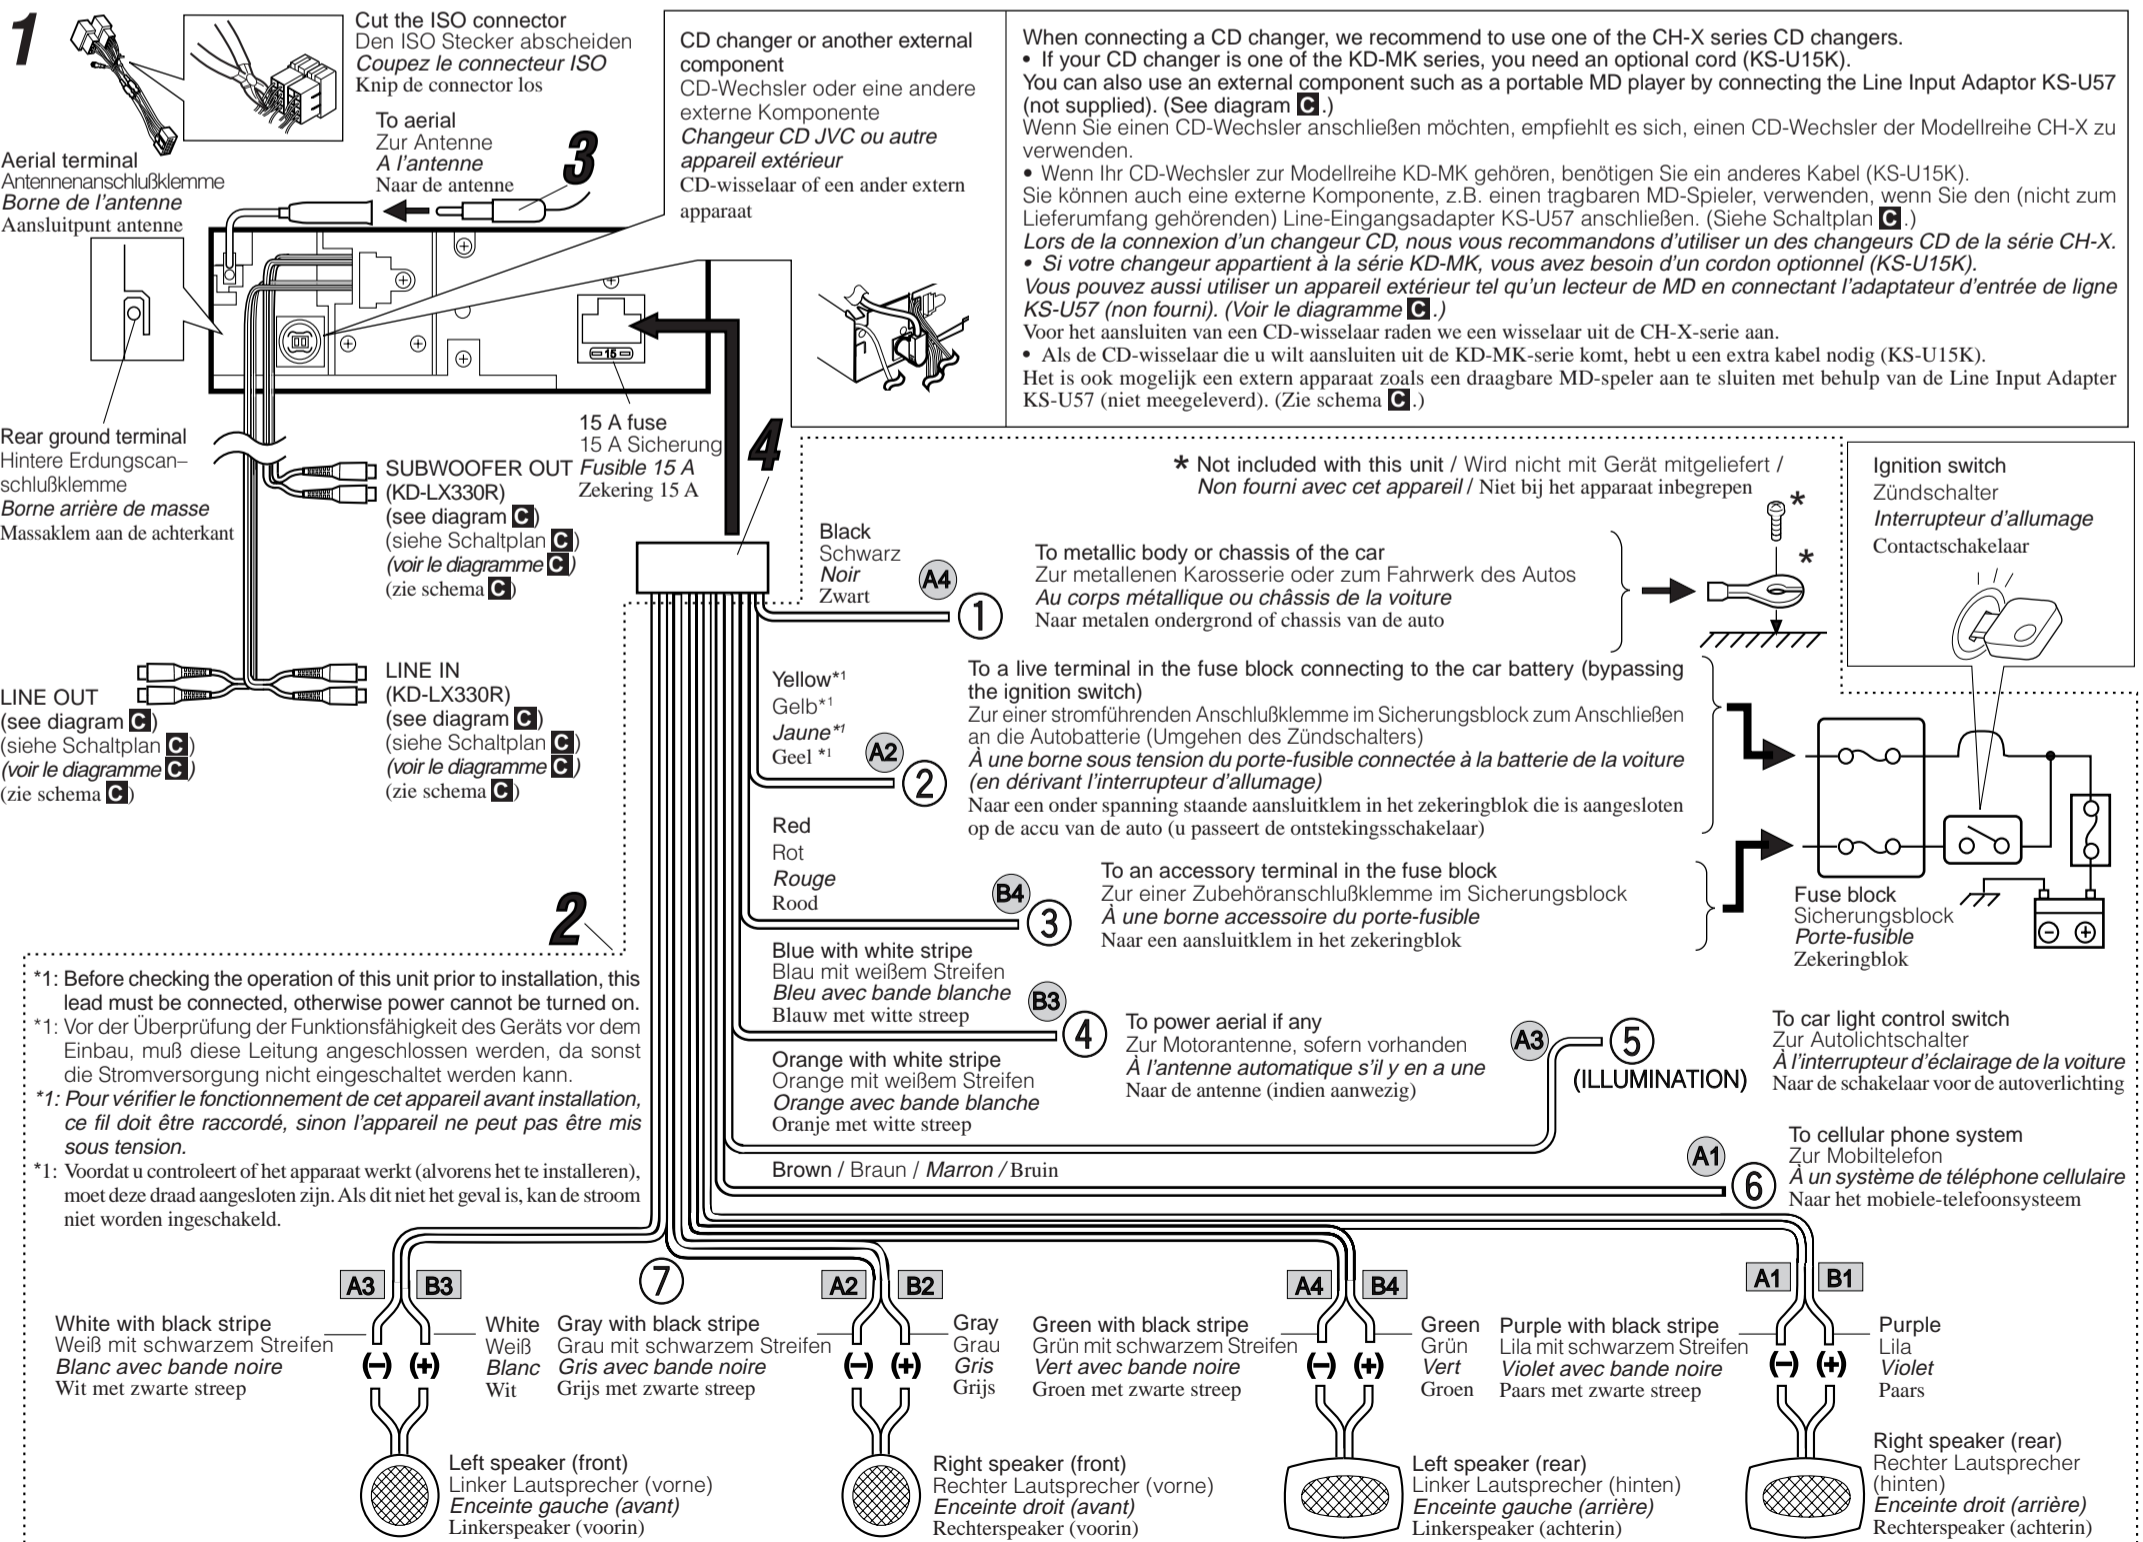 1
Cut the ISO connector
Den ISO Stecker abscheiden
Coupez le connecteur ISO
Knip de connector los
To aerial
Zur Antenne
A l'antenne
Naar de antenne
3
Aerial terminal
Antennenanschlußklemme
Borne de l'antenne
Aansluitpunt antenne
CD changer or another external
component
CD-Wechsler oder eine andere
externe Komponente
Changeur CD JVC ou autre
appareil extérieur
CD-wisselaar of een ander extern
apparaat
When connecting a CD changer, we recommend to use one of the CH-X series CD changers.
• If your CD changer is one of the KD-MK series, you need an optional cord (KS-U15K).
You can also use an external component such as a portable MD player by connecting the Line Input Adaptor KS-U57
(not supplied). (See diagram C .)
Wenn Sie einen CD-Wechsler anschließen möchten, empfiehlt es sich, einen CD-Wechsler der Modellreihe CH-X zu
verwenden.
• Wenn Ihr CD-Wechsler zur Modellreihe KD-MK gehören, benötigen Sie ein anderes Kabel (KS-U15K).
Sie können auch eine externe Komponente, z.B. einen tragbaren MD-Spieler, verwenden, wenn Sie den (nicht zum
Lieferumfang gehörenden) Line-Eingangsadapter KS-U57 anschließen. (Siehe Schaltplan C .)
Lors de la connexion d'un changeur CD, nous vous recommandons d'utiliser un des changeurs CD de la série CH-X.
• Si votre changeur appartient à la série KD-MK, vous avez besoin d'un cordon optionnel (KS-U15K).
Vous pouvez aussi utiliser un appareil extérieur tel qu'un lecteur de MD en connectant l'adaptateur d'entrée de ligne
KS-U57 (non fourni). (Voir le diagramme C .)
Voor het aansluiten van een CD-wisselaar raden we een wisselaar uit de CH-X-serie aan.
• Als de CD-wisselaar die u wilt aansluiten uit de KD-MK-serie komt, hebt u een extra kabel nodig (KS-U15K).
Het is ook mogelijk een extern apparaat zoals een draagbare MD-speler aan te sluiten met behulp van de Line Input Adapter
KS-U57 (niet meegeleverd). (Zie schema C .)
15
Rear ground terminal
Hintere Erdungscan–
schlußklemme
Borne arrière de masse
Massaklem aan de achterkant
15 A fuse
15 A Sicherung
Fusible 15 A
Zekering 15 A
4
SUBWOOFER OUT
(KD-LX330R)
(see diagram C)
(siehe Schaltplan C)
(voir le diagramme C)
(zie schema C)
LINE OUT
(see diagram C)
(siehe Schaltplan C)
(voir le diagramme C)
(zie schema C)
LINE IN
(KD-LX330R)
(see diagram C)
(siehe Schaltplan C)
(voir le diagramme C)
(zie schema C)
* Not included with this unit / Wird nicht mit Gerät mitgeliefert /
Non fourni avec cet appareil / Niet bij het apparaat inbegrepen
*
*
Ignition switch
Zündschalter
Interrupteur d'allumage
Contactschakelaar
Black
Schwarz
Noir
Zwart
A4
1
To metallic body or chassis of the car
Zur metallenen Karosserie oder zum Fahrwerk des Autos
Au corps métallique ou châssis de la voiture
Naar metalen ondergrond of chassis van de auto
Yellow*1
Gelb*1
Jaune*1
Geel *1
A2
2
To a live terminal in the fuse block connecting to the car battery (bypassing
the ignition switch)
Zur einer stromführenden Anschlußklemme im Sicherungsblock zum Anschließen
an die Autobatterie (Umgehen des Zündschalters)
À une borne sous tension du porte-fusible connectée à la batterie de la voiture
(en dérivant l'interrupteur d'allumage)
Naar een onder spanning staande aansluitklem in het zekeringblok die is aangesloten
op de accu van de auto (u passeert de ontstekingsschakelaar)
Red
Rot
Rouge
Rood
B4
3
To an accessory terminal in the fuse block
Zur einer Zubehöranschlußklemme im Sicherungsblock
À une borne accessoire du porte-fusible
Naar een aansluitklem in het zekeringblok
Fuse block
Sicherungsblock
Porte-fusible
Zekeringblok
2
*1: Before checking the operation of this unit prior to installation, this
lead must be connected, otherwise power cannot be turned on.
*1: Vor der Überprüfung der Funktionsfähigkeit des Geräts vor dem
Einbau, muß diese Leitung angeschlossen werden, da sonst
die Stromversorgung nicht eingeschaltet werden kann.
*1: Pour vérifier le fonctionnement de cet appareil avant installation,
ce fil doit être raccordé, sinon l'appareil ne peut pas être mis
sous tension.
*1: Voordat u controleert of het apparaat werkt (alvorens het te installeren),
moet deze draad aangesloten zijn. Als dit niet het geval is, kan de stroom
niet worden ingeschakeld.
Blue with white stripe
Blau mit weißem Streifen
Bleu avec bande blanche
Blauw met witte streep
B3
4
To power aerial if any
Zur Motorantenne, sofern vorhanden
À l'antenne automatique s'il y en a une
Naar de antenne (indien aanwezig)
Orange with white stripe
Orange mit weißem Streifen
Orange avec bande blanche
Oranje met witte streep
A3
5
(ILLUMINATION)
To car light control switch
Zur Autolichtschalter
À l'interrupteur d'éclairage de la voiture
Naar de schakelaar voor de autoverlichting
Brown / Braun / Marron / Bruin
A1
6
To cellular phone system
Zur Mobiltelefon
À un système de téléphone cellulaire
Naar het mobiele-telefoonsysteem
7
A3
B3
White with black stripe
Weiß mit schwarzem Streifen
Blanc avec bande noire
Wit met zwarte streep
(–) (+)
White
Weiß
Blanc
Wit
Left speaker (front)
Linker Lautsprecher (vorne)
Enceinte gauche (avant)
Linkerspeaker (voorin)
A2
B2
Gray with black stripe
Grau mit schwarzem Streifen
Gris avec bande noire
Grijs met zwarte streep
(–) (+)
Gray
Grau
Gris
Grijs
Right speaker (front)
Rechter Lautsprecher (vorne)
Enceinte droit (avant)
Rechterspeaker (voorin)
A4
B4
Green with black stripe
Grün mit schwarzem Streifen
Vert avec bande noire
Groen met zwarte streep
(–) (+)
Green
Grün
Vert
Groen
Left speaker (rear)
Linker Lautsprecher (hinten)
Enceinte gauche (arrière)
Linkerspeaker (achterin)
A1
B1
Purple with black stripe
Lila mit schwarzem Streifen
Violet avec bande noire
Paars met zwarte streep
(–) (+)
Purple
Lila
Violet
Paars
Right speaker (rear)
Rechter Lautsprecher
(hinten)
Enceinte droit (arrière)
Rechterspeaker (achterin)